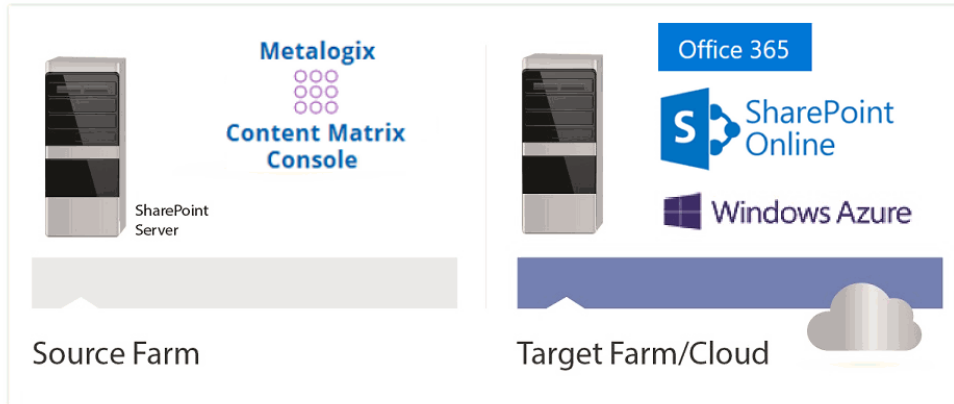 Metalogix
Content Matrix
Console
SharePoint
Server
Source Farm
Office 365
S
SharePoint
Online
Windows Azure
Target Farm/Cloud